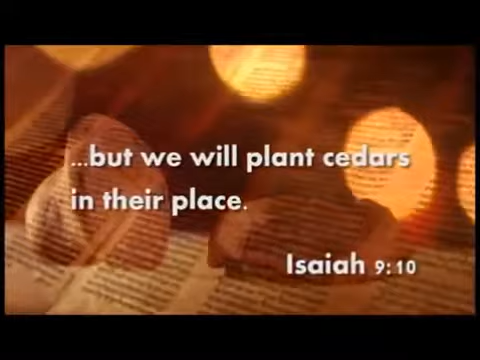 ...but we will plant cedars
in their place.
Isaiah 9:10